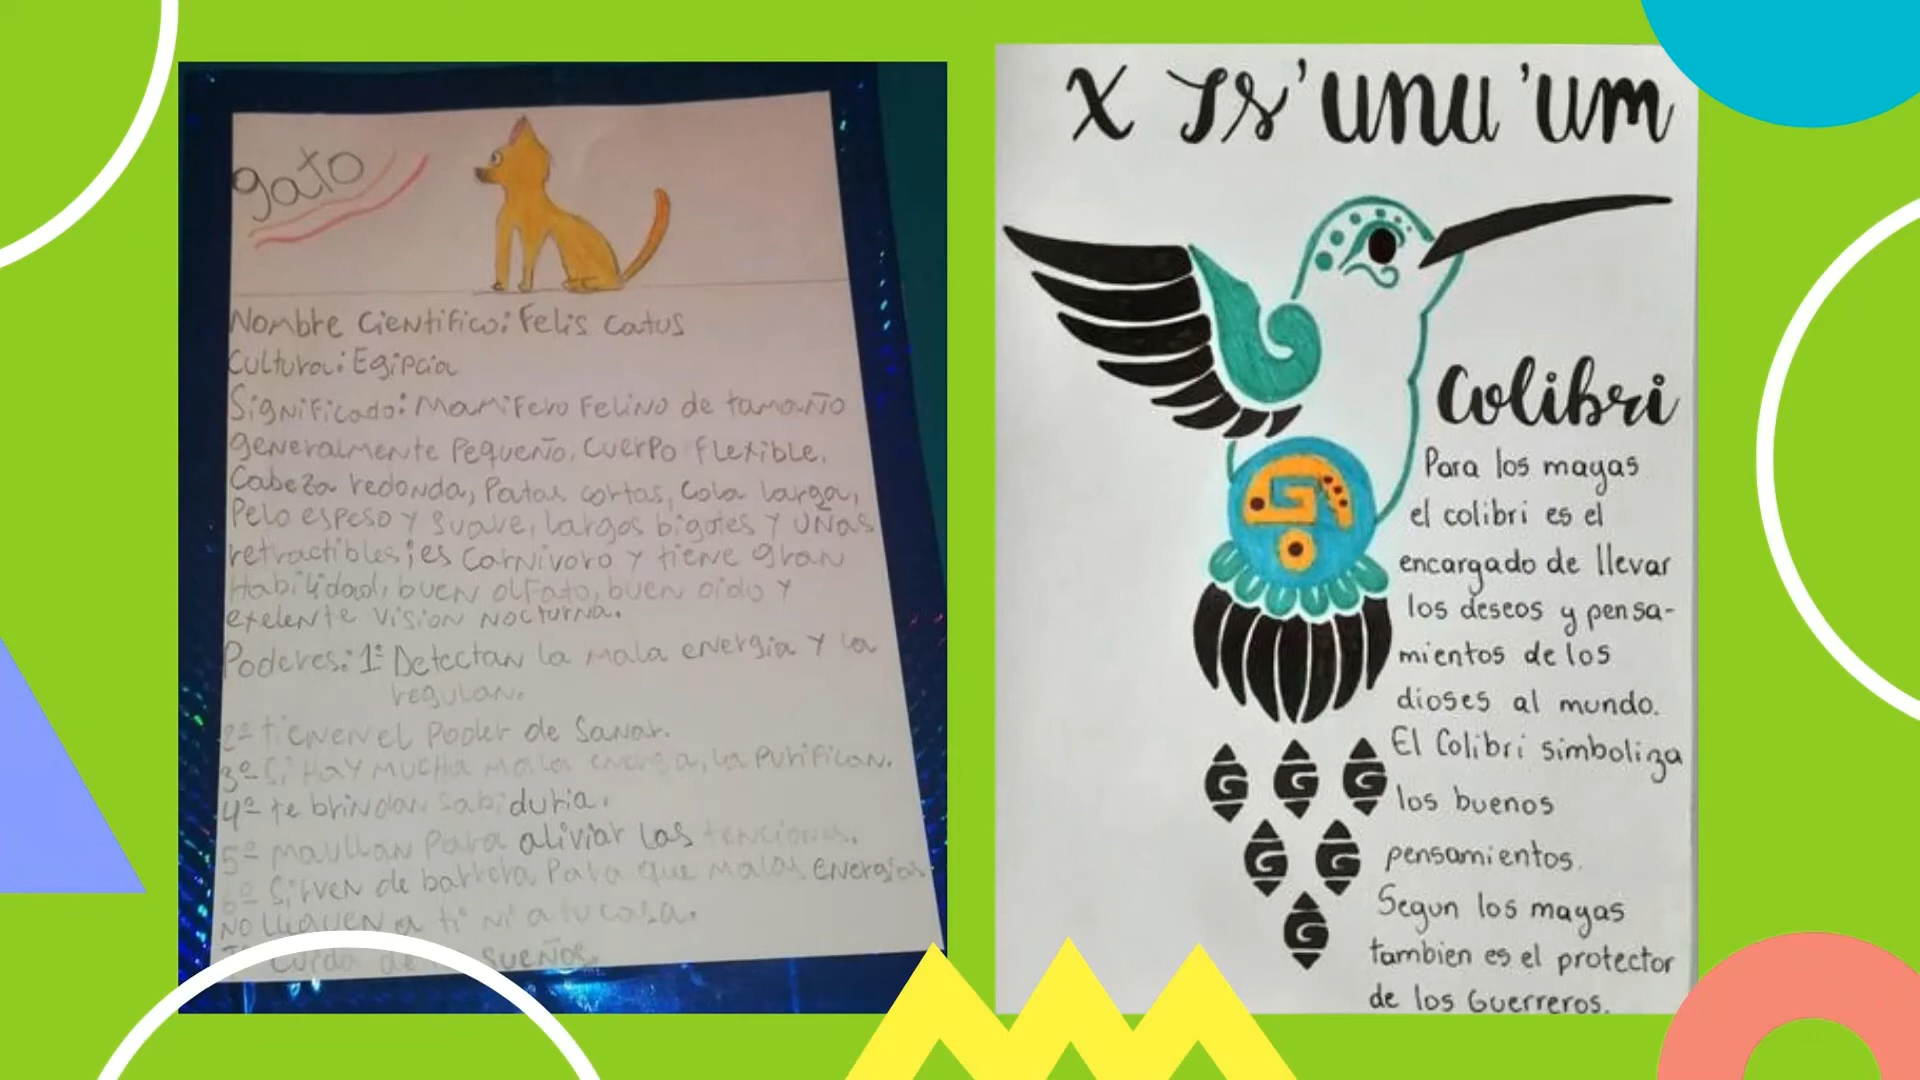 gato
Nombre Cientifico: Felis Catus
Cultura: Egipcia
Significado: Mamifero Felino de tamaño
generalmente Pequeño, Cuerpo Flexible,
Cabeza redonda, Patas cortas, Cola larga,
Pelo espeso y suave, largos bigotes y uñas
retractibles; es Carnivoro y tiene gran
Habilidad, buen olfato, buen oido y
exelente vision nocturna.
Poderes: 1º Detectan la mala energia y la
regulan.
2º tienen el Poder de Sanar.
3º Si Hay mucha mala energia, la Purifican.
4º te brindan sabiduria.
5º maullan Para aliviar las tenciones.
6º Sirven de barrera Para que malas energias
No lleguen a ti ni a tu casa.
Cuida de sueños.
X Ts'unu'um
Colibri
Para los mayas
el colibri es el
encargado de llevar
los deseos y pensa-
mientos de los
dioses al mundo.
El Colibri simboliza
los buenos
pensamientos.
Segun los mayas
tambien es el protector
de los Guerreros.